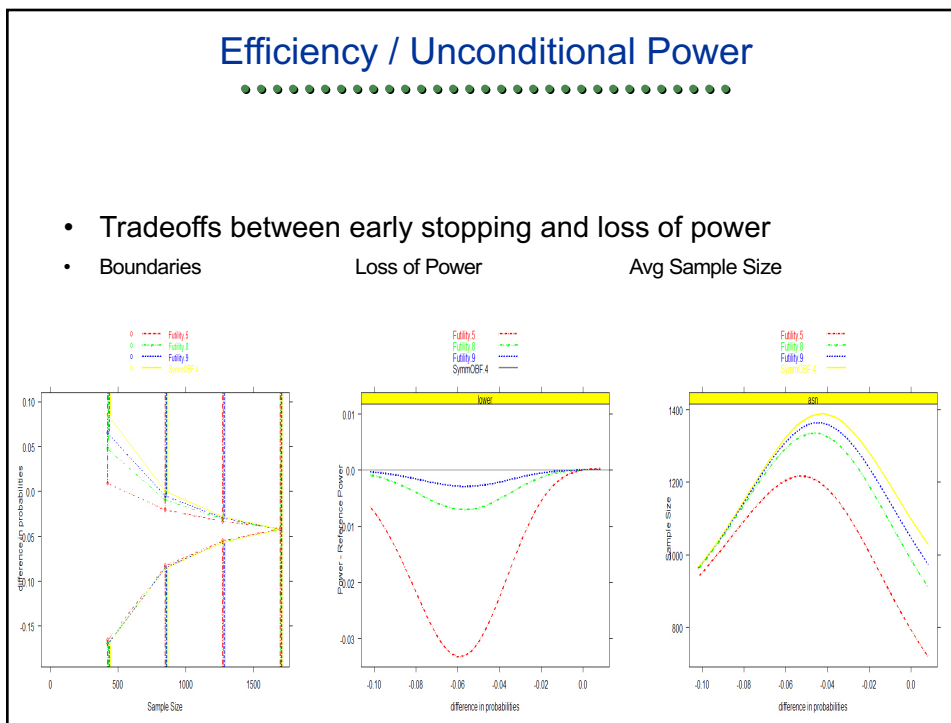 Efficiency / Unconditional Power
• Tradeoffs between early stopping and loss of power
• Boundaries Loss of Power Avg Sample Size
0 Futility.5
0 Futility.8
0 Futility.9
0 SymmOBF.4
difference in probabilities
0.10
0.05
0.0
-0.05
-0.10
-0.15
0 500 1000 1500
Sample Size
Futility.5
Futility.8
Futility.9
SymmOBF.4
lower
Power - Reference Power
0.01
0.0
-0.01
-0.02
-0.03
-0.10 -0.08 -0.06 -0.04 -0.02 0.0
difference in probabilities
Futility.5
Futility.8
Futility.9
SymmOBF.4
asn
Sample Size
1400
1200
1000
800
-0.10 -0.08 -0.06 -0.04 -0.02 0.0
difference in probabilities